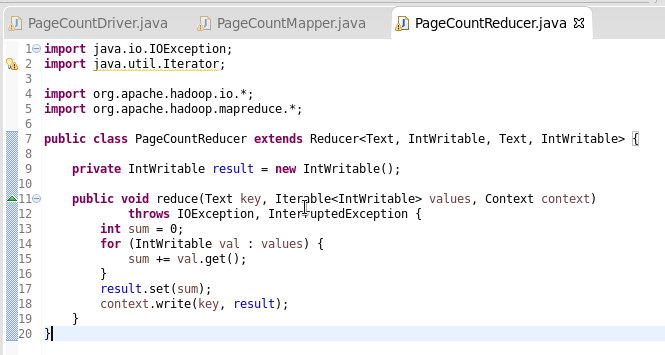 PageCountDriver.java PageCountMapper.java PageCountReducer.java
1 import java.io.IOException;
2 import java.util.Iterator;
3
4 import org.apache.hadoop.io.*;
5 import org.apache.hadoop.mapreduce.*;
6
7 public class PageCountReducer extends Reducer<Text, IntWritable, Text, IntWritable> {
8
9 private IntWritable result = new IntWritable();
10
11 public void reduce(Text key, Iterable<IntWritable> values, Context context)
12 throws IOException, InterruptedException {
13 int sum = 0;
14 for (IntWritable val : values) {
15 sum += val.get();
16 }
17 result.set(sum);
18 context.write(key, result);
19 }
20 }